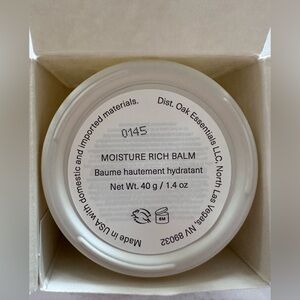 Made in USA with domestic and imported materials.
Dist. Oak Essentials LLC, North Las Vegas, NV 89032
0145
MOISTURE RICH BALM
Baume hautement hydratant
Net Wt. 40 g / 1.4 oz
6M